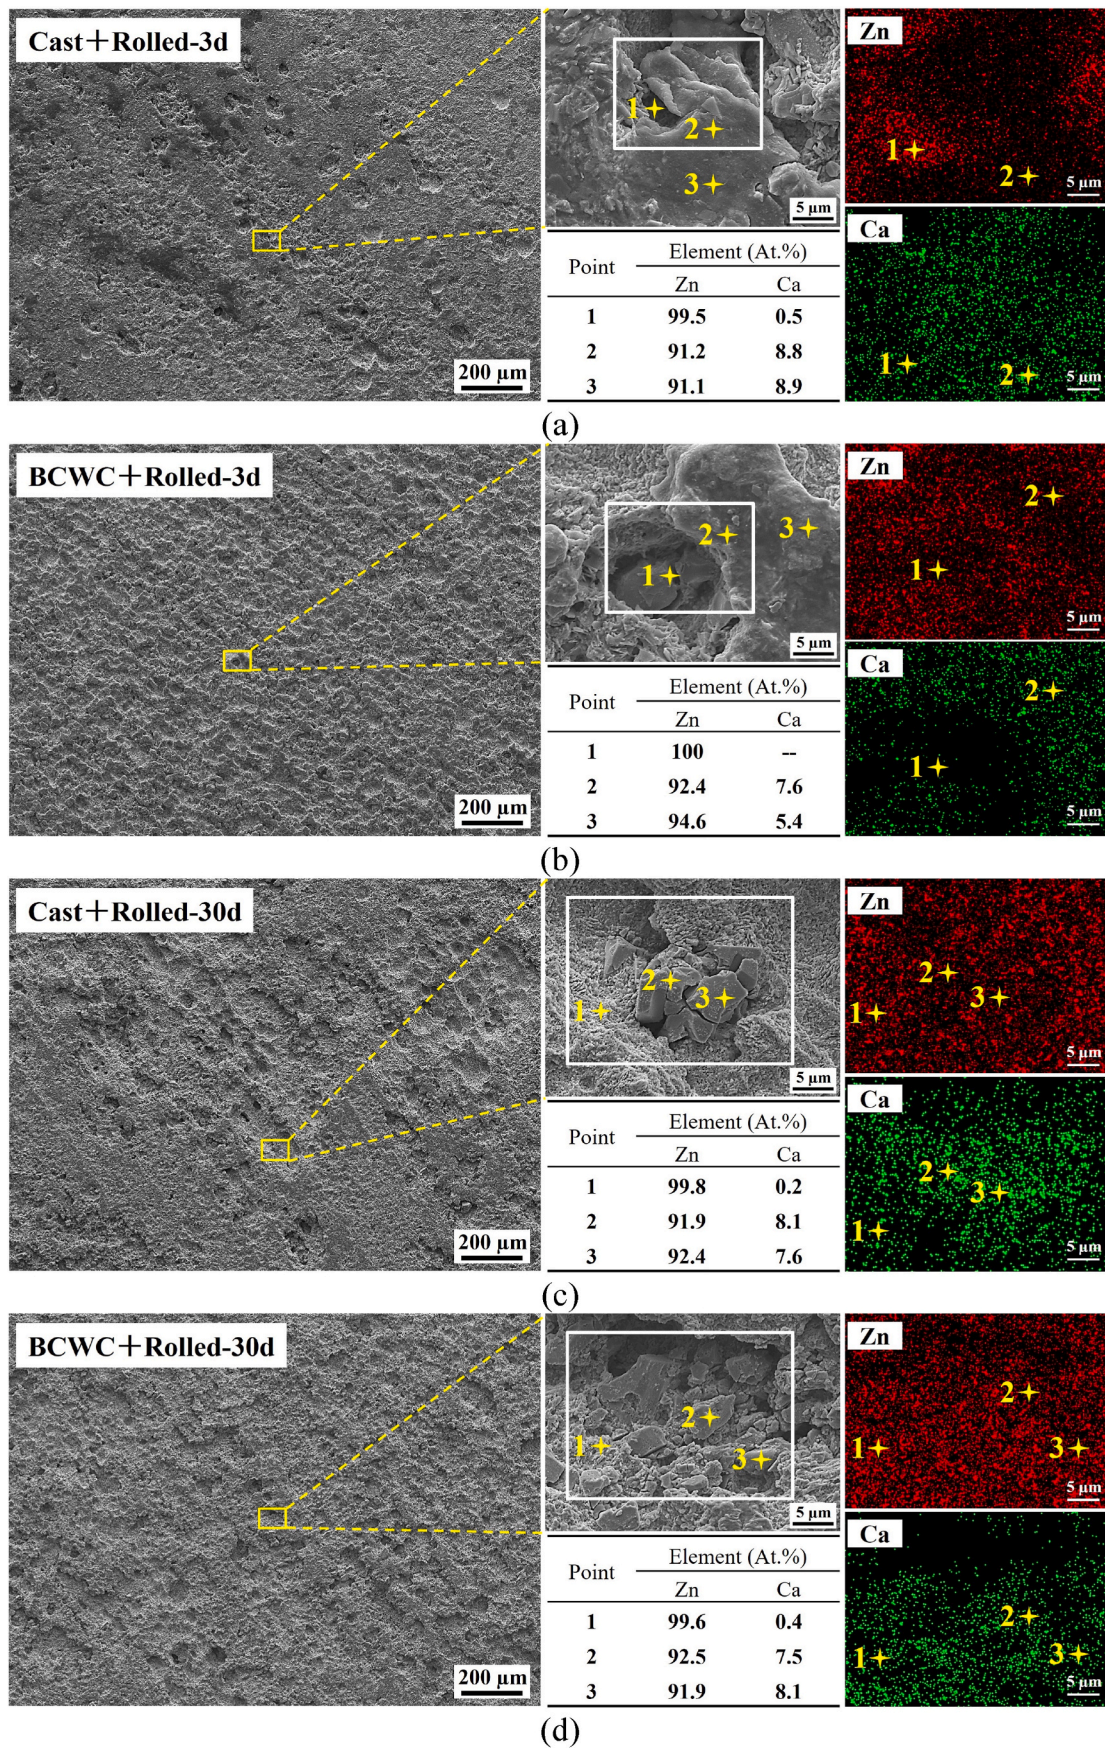 Cast+Rolled-3d
200 μm
1
2
3
5 μm
Element (At.%)
Point
Zn Ca
1 99.5 0.5
2 91.2 8.8
3 91.1 8.9
Zn
1
2
5 μm
Ca
1
2
5 μm
(a)
BCWC+Rolled-3d
200 μm
2
3
1
5 μm
Element (At.%)
Point
Zn Ca
1 100 --
2 92.4 7.6
3 94.6 5.4
Zn
2
1
5 μm
Ca
2
1
5 μm
(b)
Cast+Rolled-30d
200 μm
2
3
1
5 μm
Element (At.%)
Point
Zn Ca
1 99.8 0.2
2 91.9 8.1
3 92.4 7.6
Zn
2
3
1
5 μm
Ca
2
3
1
5 μm
(c)
BCWC+Rolled-30d
200 μm
2
1
3
5 μm
Element (At.%)
Point
Zn Ca
1 99.6 0.4
2 92.5 7.5
3 91.9 8.1
Zn
2
1
3
5 μm
Ca
2
1
3
5 μm
(d)